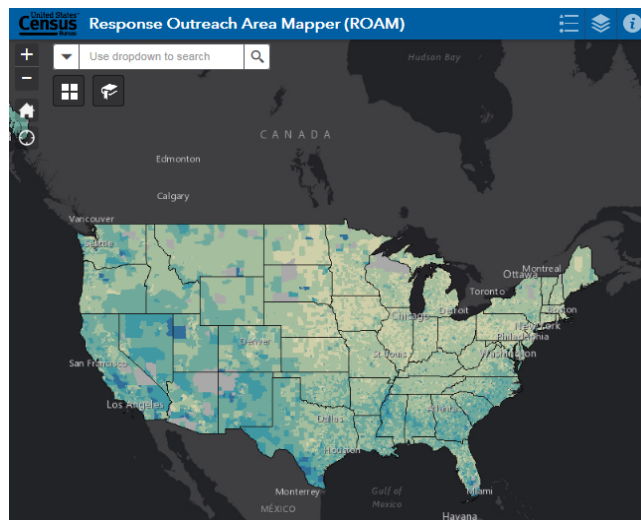 United States®
Census
Bureau
Response Outreach Area Mapper (ROAM)
Use dropdown to search
Hudson Bay
CANADA
Edmonton
Calgary
Vancouver
Seattle
Ottawa
Montreal
Toronto
Boston
Chicago
Detroit
New York
Philadelphia
Denver
St Louis
Washington
San Francisco
Los Angeles
Atlanta
Dallas
Houston
Monterrey
Gulf of
Mexico
Miami
MÉXICO
Havana